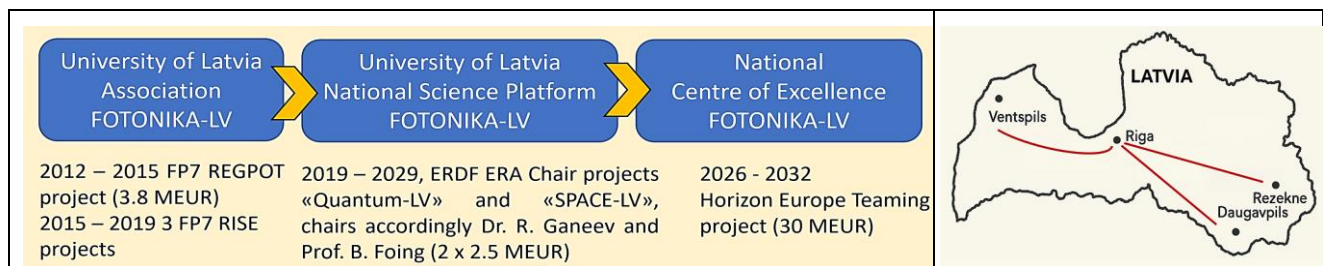 University of Latvia
Association
FOTONIKA-LV
University of Latvia
National Science Platform
FOTONIKA-LV
National
Centre of Excellence
FOTONIKA-LV
2012 – 2015 FP7 REGPOT
project (3.8 MEUR)
2015 – 2019 3 FP7 RISE
projects
2019 – 2029, ERDF ERA Chair projects
«Quantum-LV» and «SPACE-LV»,
chairs accordingly Dr. R. Ganeev and
Prof. B. Foing (2 x 2.5 MEUR)
2026 - 2032
Horizon Europe Teaming
project (30 MEUR)
LATVIA
Ventspils
Riga
Rezekne
Daugavpils